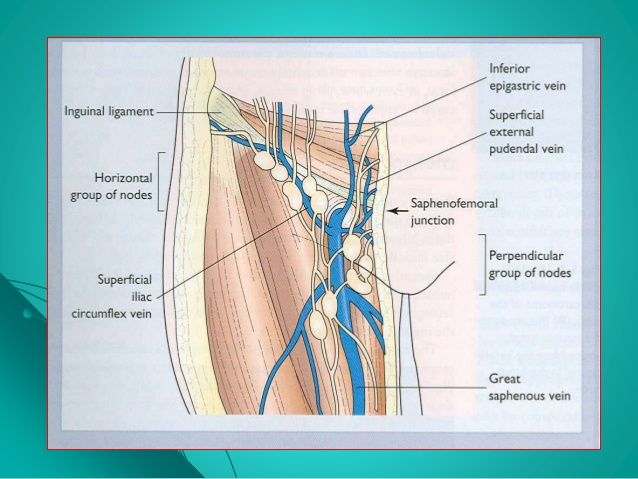 Inferior
epigastric vein
Inguinal ligament
Superficial
external
pudendal vein
Horizontal
group of nodes
Saphenofemoral
junction
Perpendicular
group of nodes
Superficial
iliac
circumflex vein
Great
saphenous vein